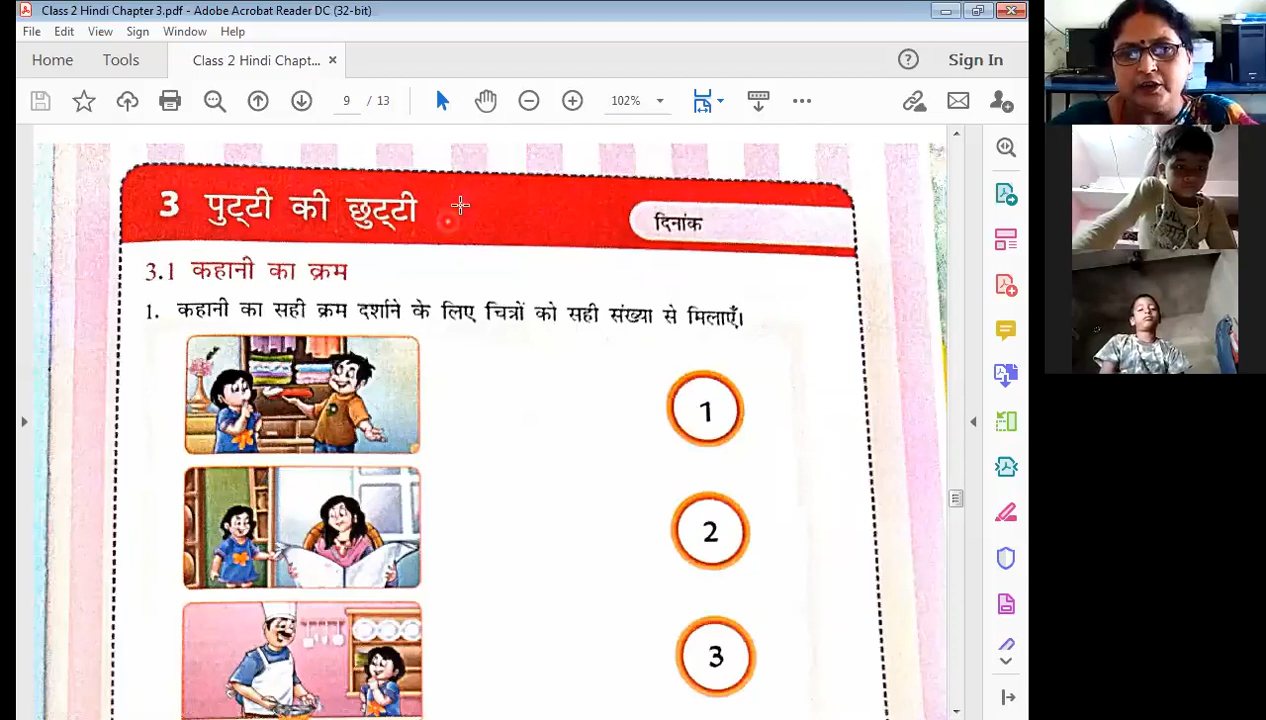 Class 2 Hindi Chapter 3.pdf - Adobe Acrobat Reader DC (32-bit)
File Edit View Sign Window Help
Home Tools Class 2 Hindi Chapt... × ? Sign In
9 / 13 102%
3 पुट्टी की छुट्टी
दिनांक
3.1 कहानी का क्रम
1. कहानी का सही क्रम दर्शाने के लिए चित्रों को सही संख्या से मिलाएँ।
1
2
3